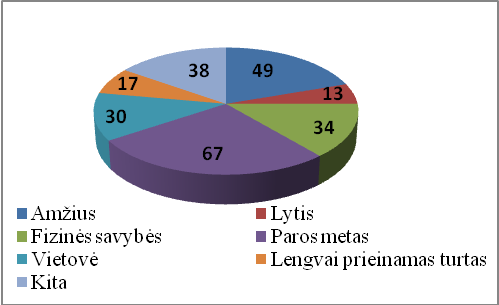 38 49
17 13
34
30
67
Amžius Lytis
Fizinės savybės Paros metas
Vietovė Lengvai prieinamas turtas
Kita